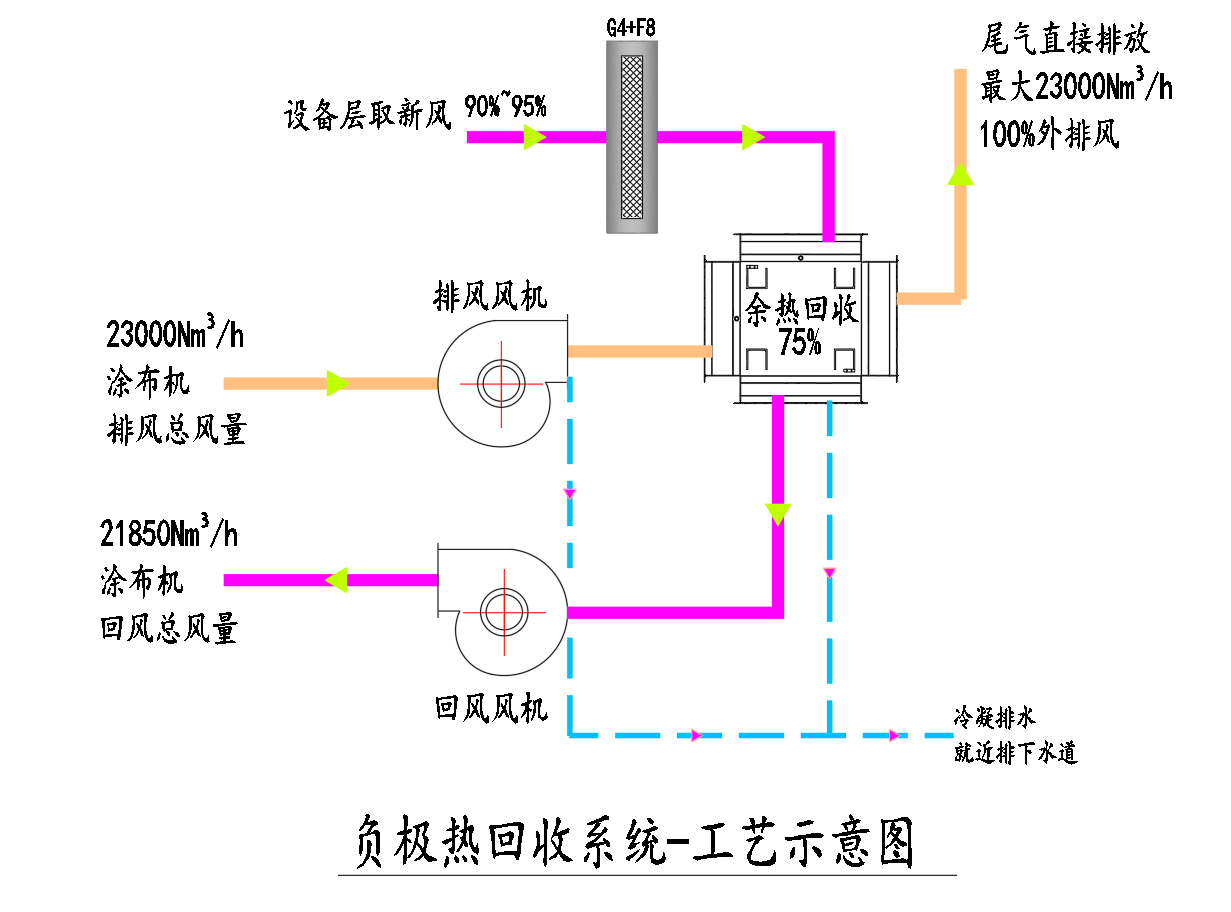 G4+F8
尾气直接排放
最大23000Nm³/h
100%外排风
设备层取新风 90%~95%
排风风机
余热回收
75%
23000Nm³/h
涂布机
排风总风量
21850Nm³/h
涂布机
回风总风量
回风风机
冷凝排水
就近排下水道
负极热回收系统-工艺示意图